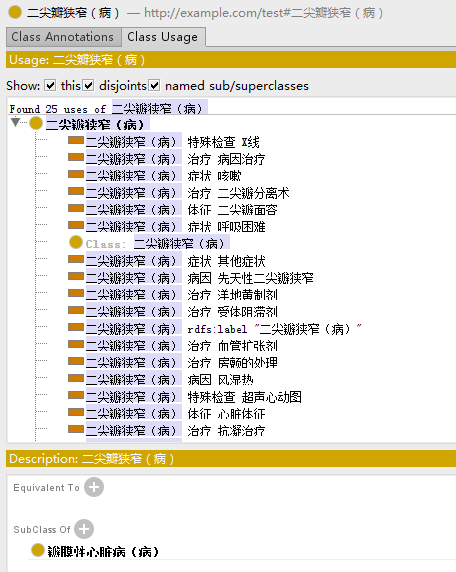 二尖瓣狭窄（病） — http://example.com/test#二尖瓣狭窄（病）
Class Annotations Class Usage
Usage: 二尖瓣狭窄（病）
Show: this disjoints named sub/superclasses
Found 25 uses of 二尖瓣狭窄（病）
二尖瓣狭窄（病）
二尖瓣狭窄（病） 特殊检查 X线
二尖瓣狭窄（病） 治疗 病因治疗
二尖瓣狭窄（病） 症状 咳嗽
二尖瓣狭窄（病） 治疗 二尖瓣分离术
二尖瓣狭窄（病） 体征 二尖瓣面容
二尖瓣狭窄（病） 症状 呼吸困难
Class: 二尖瓣狭窄（病）
二尖瓣狭窄（病） 症状 其他症状
二尖瓣狭窄（病） 病因 先天性二尖瓣狭窄
二尖瓣狭窄（病） 治疗 洋地黄制剂
二尖瓣狭窄（病） 治疗 受体阻滞剂
二尖瓣狭窄（病） rdfs:label "二尖瓣狭窄（病）"
二尖瓣狭窄（病） 治疗 血管扩张剂
二尖瓣狭窄（病） 治疗 房颤的处理
二尖瓣狭窄（病） 病因 风湿热
二尖瓣狭窄（病） 特殊检查 超声心动图
二尖瓣狭窄（病） 体征 心脏体征
二尖瓣狭窄（病） 治疗 抗凝治疗
Description: 二尖瓣狭窄（病）
Equivalent To
SubClass Of
瓣膜性心脏病（病）